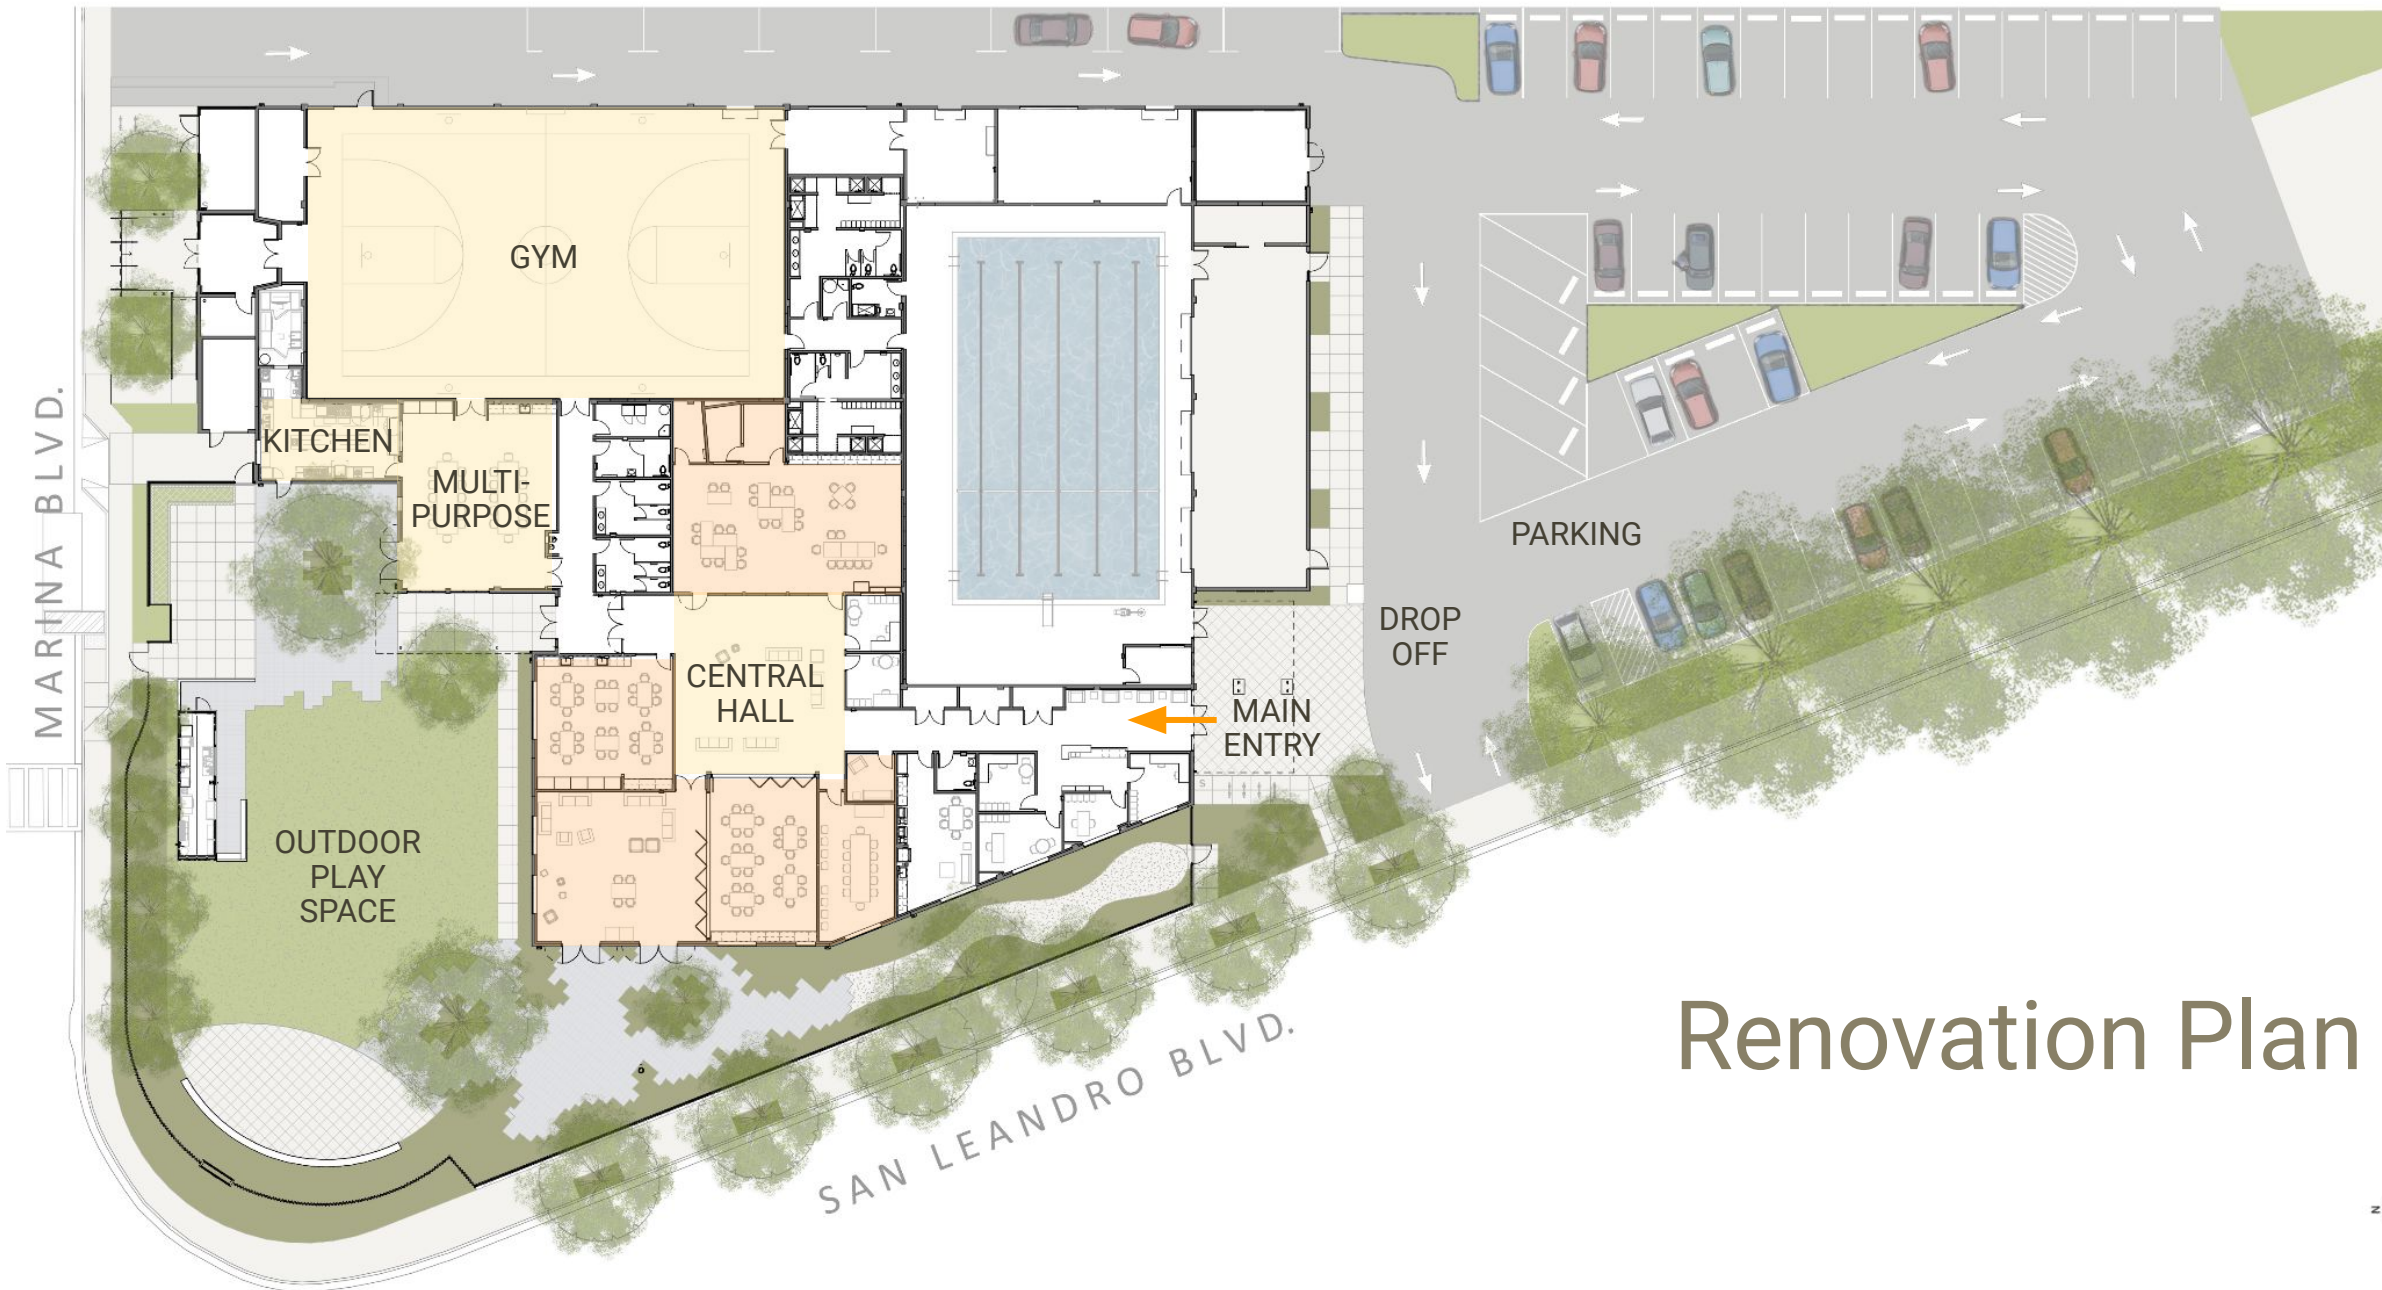 GYM
KITCHEN
MULTI-
PURPOSE
MARINA BLVD.
PARKING
DROP
OFF
CENTRAL
HALL
MAIN
ENTRY
OUTDOOR
PLAY
SPACE
Renovation Plan
SAN LEANDRO BLVD.
N